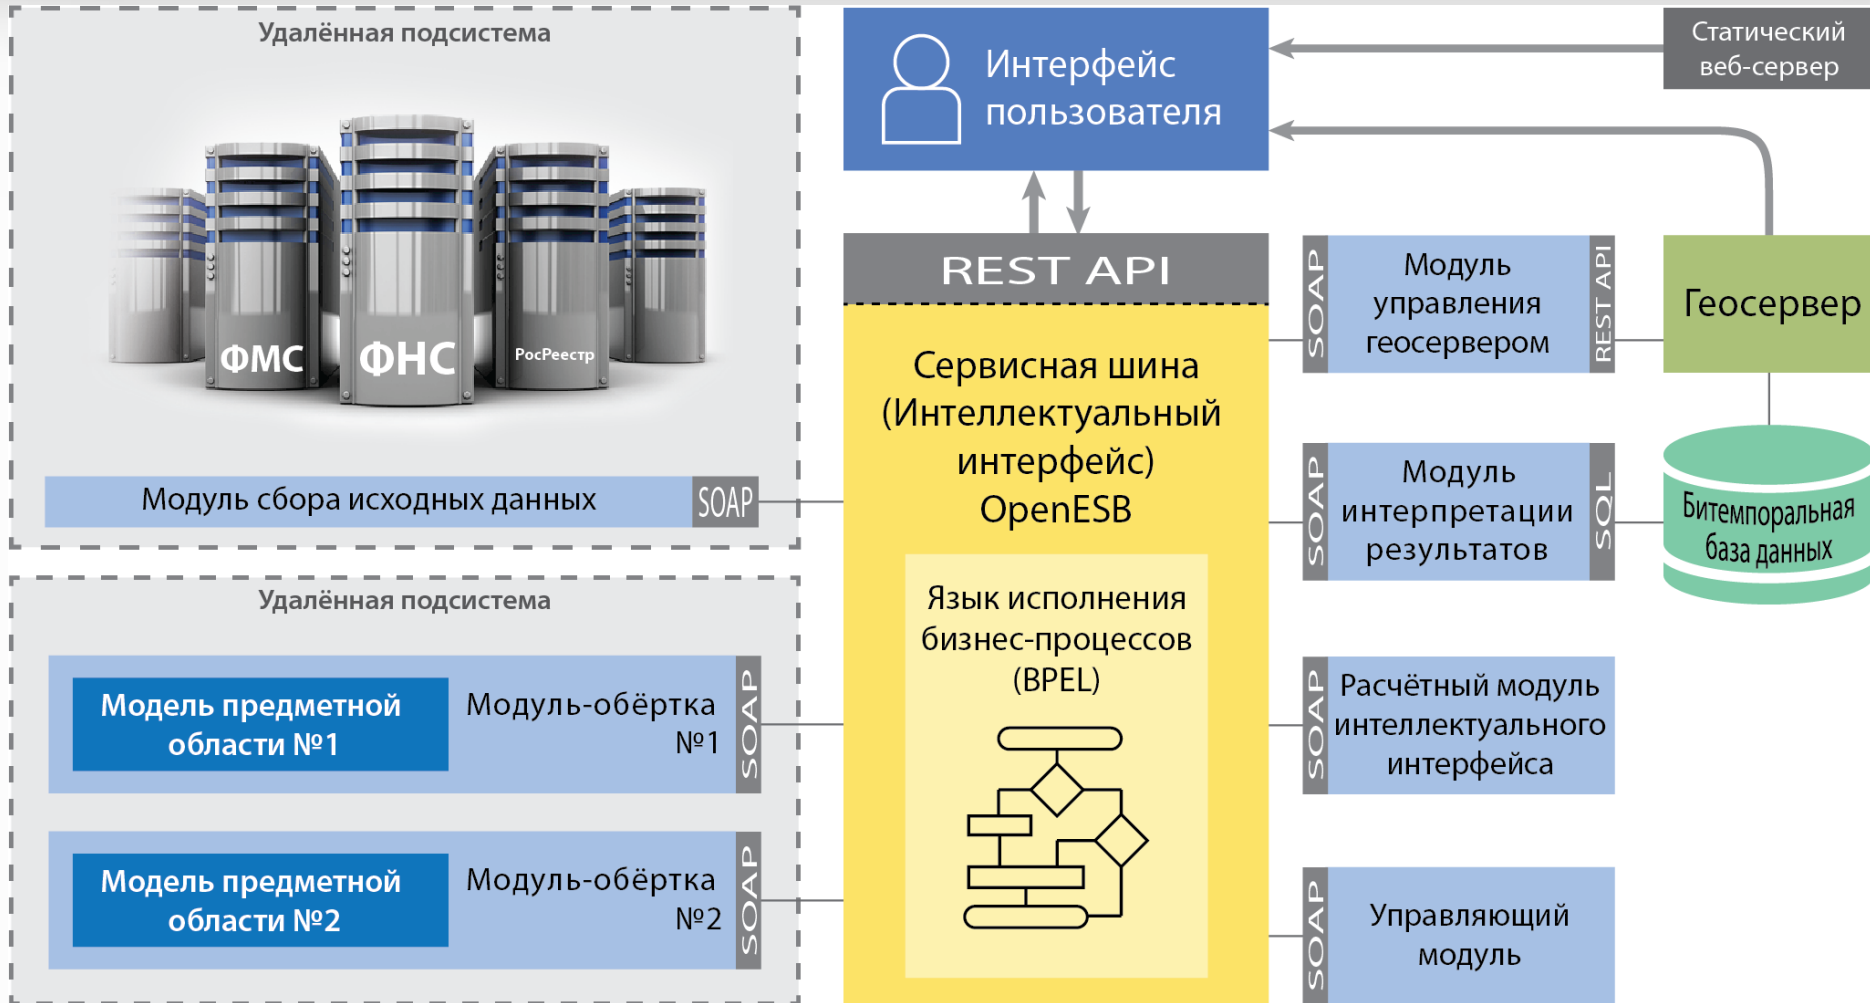 Удалённая подсистема
ФМС
ФНС
РосРеестр
Модуль сбора исходных данных
SOAP
Удалённая подсистема
Модель предметной
области №1
Модуль-обёртка
№1
SOAP
Модель предметной
области №2
Модуль-обёртка
№2
SOAP
Интерфейс
пользователя
REST API
Сервисная шина
(Интеллектуальный
интерфейс)
OpenESB
Язык исполнения
бизнес-процессов
(BPEL)
Статический
веб-сервер
SOAP
Модуль
управления
геосервером
REST API
Геосервер
SOAP
Модуль
интерпретации
результатов
SQL
Битемпоральная
база данных
SOAP
Расчётный модуль
интеллектуального
интерфейса
SOAP
Управляющий
модуль